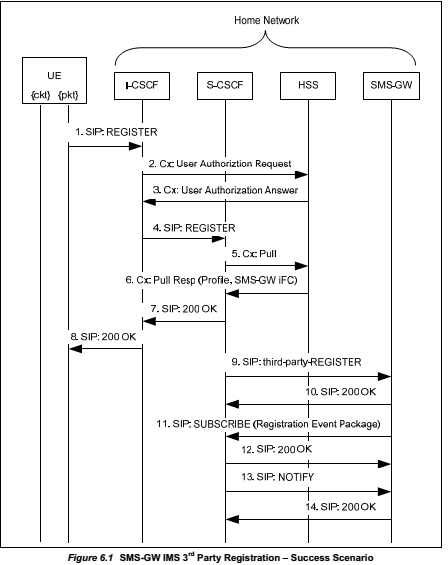 Home Network
UE
{ckt} {pkt}
I-CSCF
S-CSCF
HSS
SMS-GW
1. SIP: REGISTER
2. Cx: User Authoriztion Request
3. Cx: User Authorization Answer
4. SIP: REGISTER
5. Cx: Pull
6. Cx: Pull Resp (Profile, SMS-GW iFC)
7. SIP: 200 OK
8. SIP: 200 OK
9. SIP: third-party-REGISTER
10. SIP: 200 OK
11. SIP: SUBSCRIBE (Registration Event Package)
12. SIP: 200 OK
13. SIP: NOTIFY
14. SIP: 200 OK
Figure 6.1 SMS-GW IMS 3rd Party Registration – Success Scenario